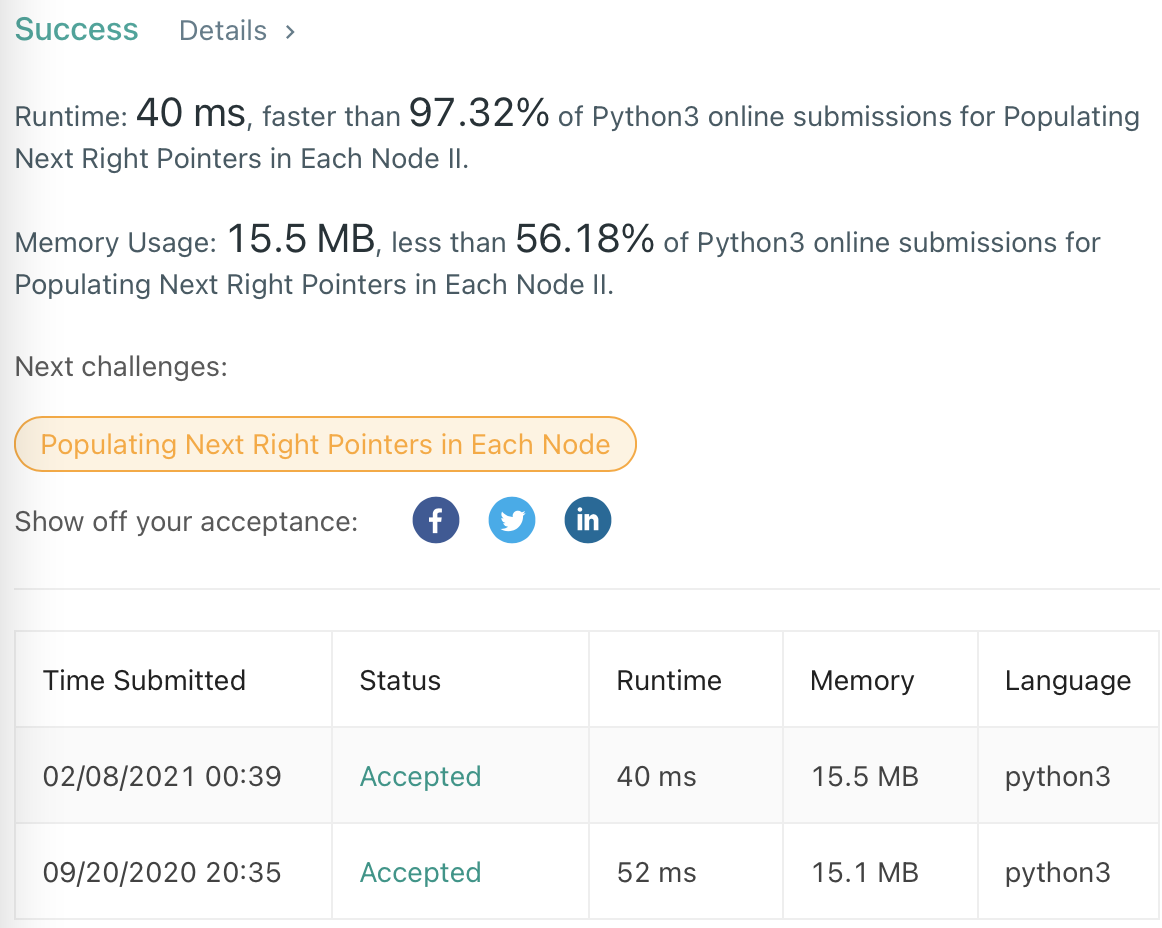 Success Details >
Runtime: 40 ms, faster than 97.32% of Python3 online submissions for Populating
Next Right Pointers in Each Node II.
Memory Usage: 15.5 MB, less than 56.18% of Python3 online submissions for
Populating Next Right Pointers in Each Node II.
Next challenges:
Populating Next Right Pointers in Each Node
Show off your acceptance: f in
Time Submitted Status Runtime Memory Language
02/08/2021 00:39 Accepted 40 ms 15.5 MB python3
09/20/2020 20:35 Accepted 52 ms 15.1 MB python3